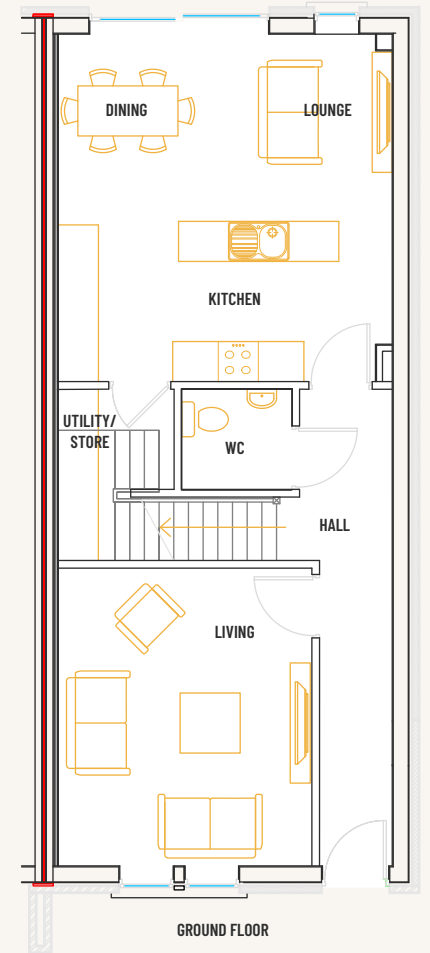 DINING
LOUNGE
KITCHEN
UTILITY/
STORE
WC
HALL
LIVING
GROUND FLOOR